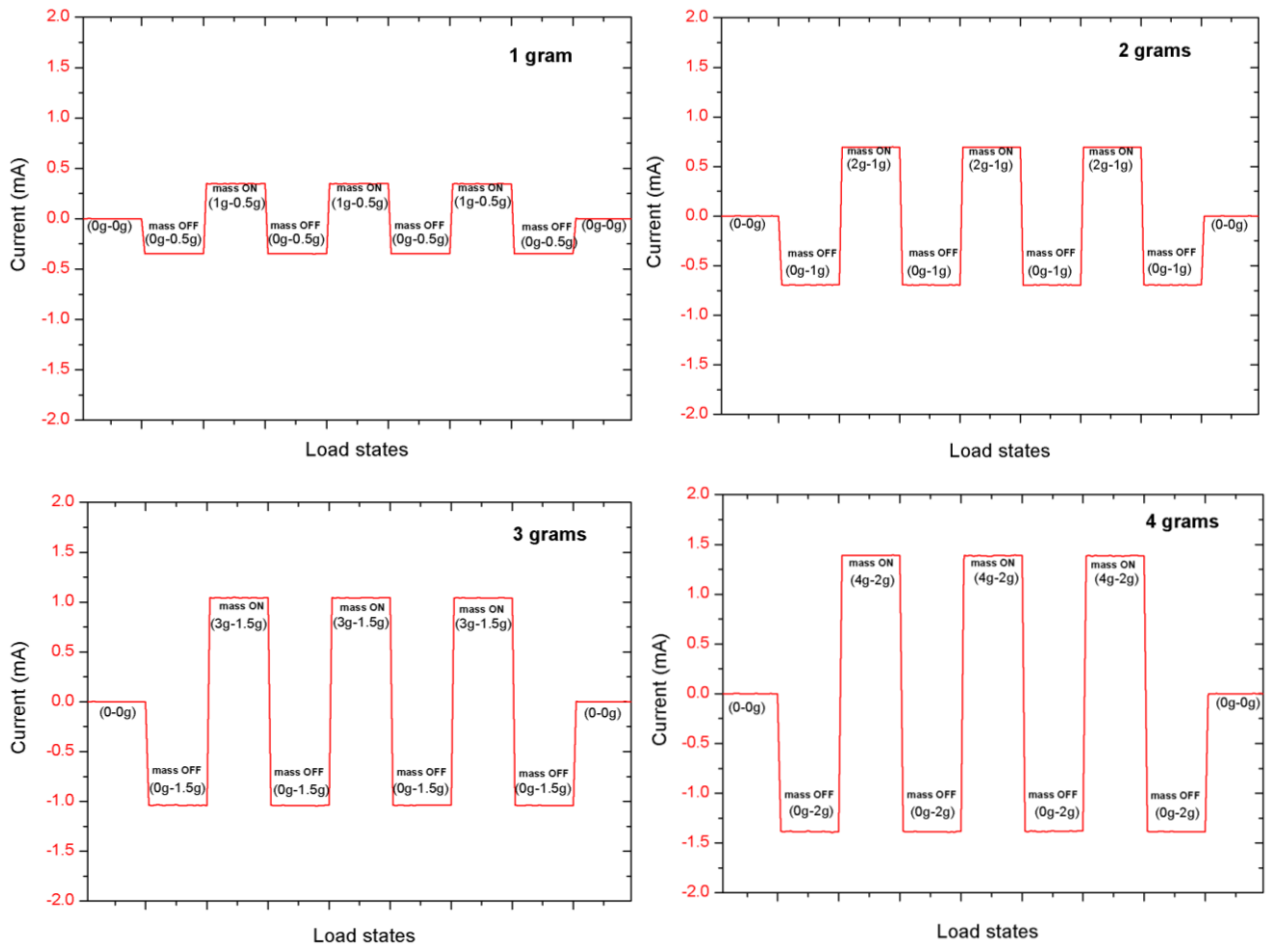 2.0
1 gram
1.5
1.0
0.5
mass ON mass ON mass ON
(1g-0.5g) (1g-0.5g) (1g-0.5g)
0.0
(0g-0g) mass OFF mass OFF mass OFF mass OFF (0g-0g)
(0g-0.5g) (0g-0.5g) (0g-0.5g) (0g-0.5g)
-0.5
-1.0
-1.5
-2.0
Current (mA)
Load states
2.0
2 grams
1.5
1.0
mass ON mass ON mass ON
(2g-1g) (2g-1g) (2g-1g)
0.5
0.0
(0-0g) (0-0g)
mass OFF mass OFF mass OFF mass OFF
(0g-1g) (0g-1g) (0g-1g) (0g-1g)
-0.5
-1.0
-1.5
-2.0
Current (mA)
Load states
2.0
3 grams
1.5
1.0
mass ON mass ON mass ON
(3g-1.5g) (3g-1.5g) (3g-1.5g)
0.5
0.0
(0-0g) (0-0g)
-0.5
mass OFF mass OFF mass OFF mass OFF
(0g-1.5g) (0g-1.5g) (0g-1.5g) (0g-1.5g)
-1.0
-1.5
-2.0
Current (mA)
Load states
2.0
4 grams
1.5
mass ON mass ON mass ON
(4g-2g) (4g-2g) (4g-2g)
1.0
0.5
0.0
(0-0g) (0g-0g)
-0.5
-1.0
mass OFF mass OFF mass OFF mass OFF
(0g-2g) (0g-2g) (0g-2g) (0g-2g)
-1.5
-2.0
Current (mA)
Load states